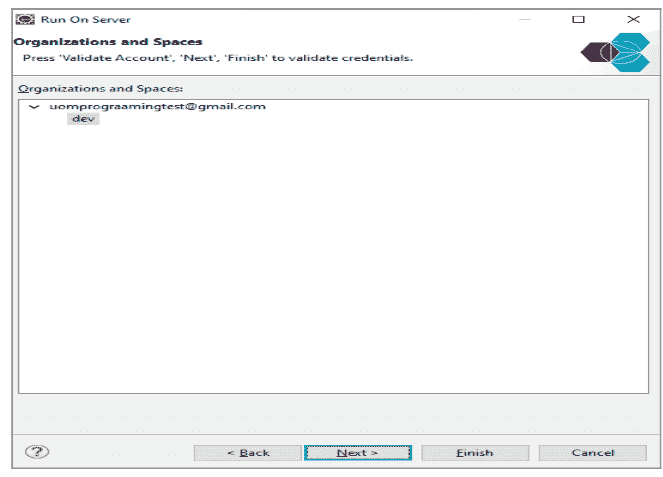 Run On Server
Organizations and Spaces
Press 'Validate Account', 'Next', 'Finish' to validate credentials.
Organizations and Spaces:
uomprograamingtest@gmail.com
dev
?
< Back Next > Finish Cancel